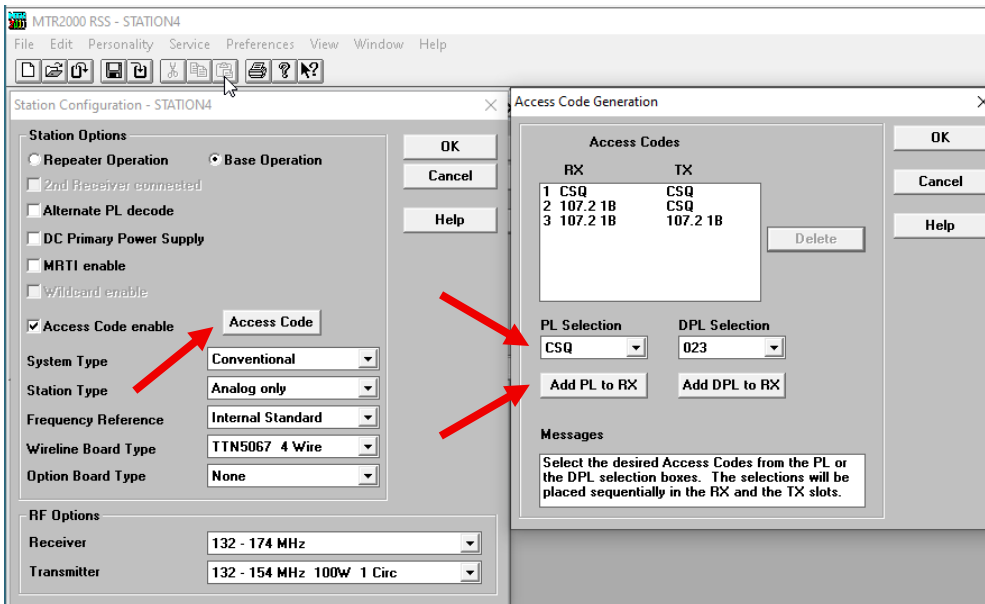 MTR2000 RSS - STATION4
File Edit Personality Service Preferences View Window Help
Station Configuration - STATION4
Station Options
Repeater Operation Base Operation
2nd Receiver connected
Alternate PL decode
DC Primary Power Supply
MRTI enable
Wildcard enable
Access Code enable Access Code
System Type Conventional
Station Type Analog only
Frequency Reference Internal Standard
Wireline Board Type TTN5067 4 Wire
Option Board Type None
RF Options
Receiver 132 - 174 MHz
Transmitter 132 - 154 MHz 100W 1 Circ
OK
Cancel
Help
Access Code Generation
Access Codes
RX TX
1 CSQ CSQ
2 107.2 1B CSQ
3 107.2 1B 107.2 1B
Delete
PL Selection DPL Selection
CSQ 023
Add PL to RX Add DPL to RX
Messages
Select the desired Access Codes from the PL or
the DPL selection boxes. The selections will be
placed sequentially in the RX and the TX slots.
OK
Cancel
Help